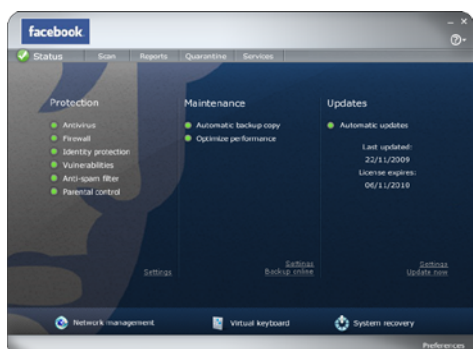 facebook
Status
Scan
Reports
Quarantine
Services
Protection
Antivirus
Firewall
Identity protection
Vulnerabilities
Anti-spam filter
Parental control
Settings
Maintenance
Automatic backup copy
Optimize performance
Settings
Backup online
Updates
Automatic updates
Last updated:
22/11/2009
License expires:
06/11/2010
Settings
Update now
Network management
Virtual keyboard
System recovery
Preferences